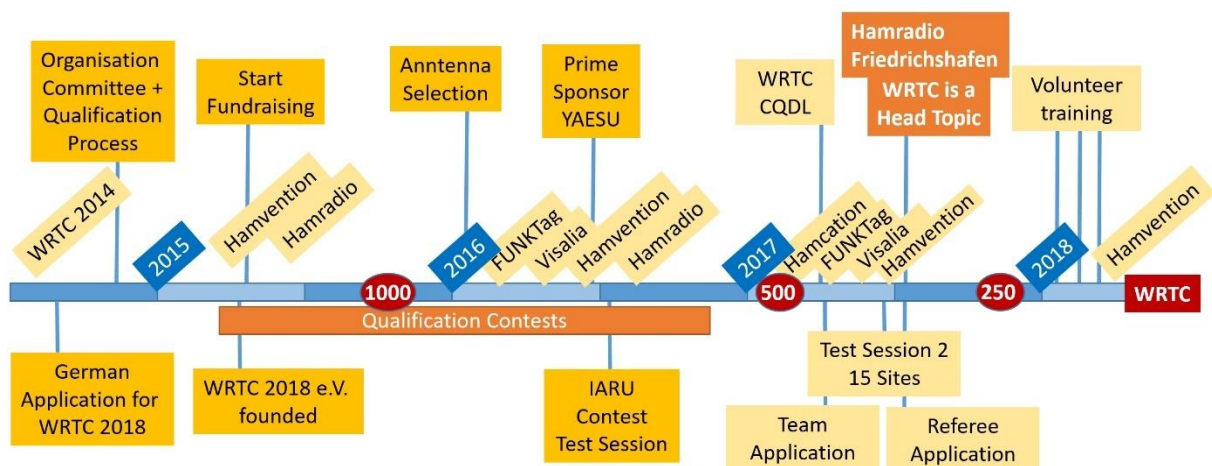 Organisation
Committee +
Qualification
Process
Start
Fundraising
Anntenna
Selection
Prime
Sponsor
YAESU
WRTC
CQDL
Hamradio
Friedrichshafen
WRTC is a
Head Topic
Volunteer
training
WRTC 2014
2015
Hamvention
Hamradio
2016
FUNKTag
Visalia
Hamvention
Hamradio
2017
Hamcation
FUNKTag
Visalia
Hamvention
2018
Hamvention
1000
500
250
WRTC
Qualification Contests
German
Application for
WRTC 2018
WRTC 2018 e.V.
founded
IARU
Contest
Test Session
Test Session 2
15 Sites
Team
Application
Referee
Application